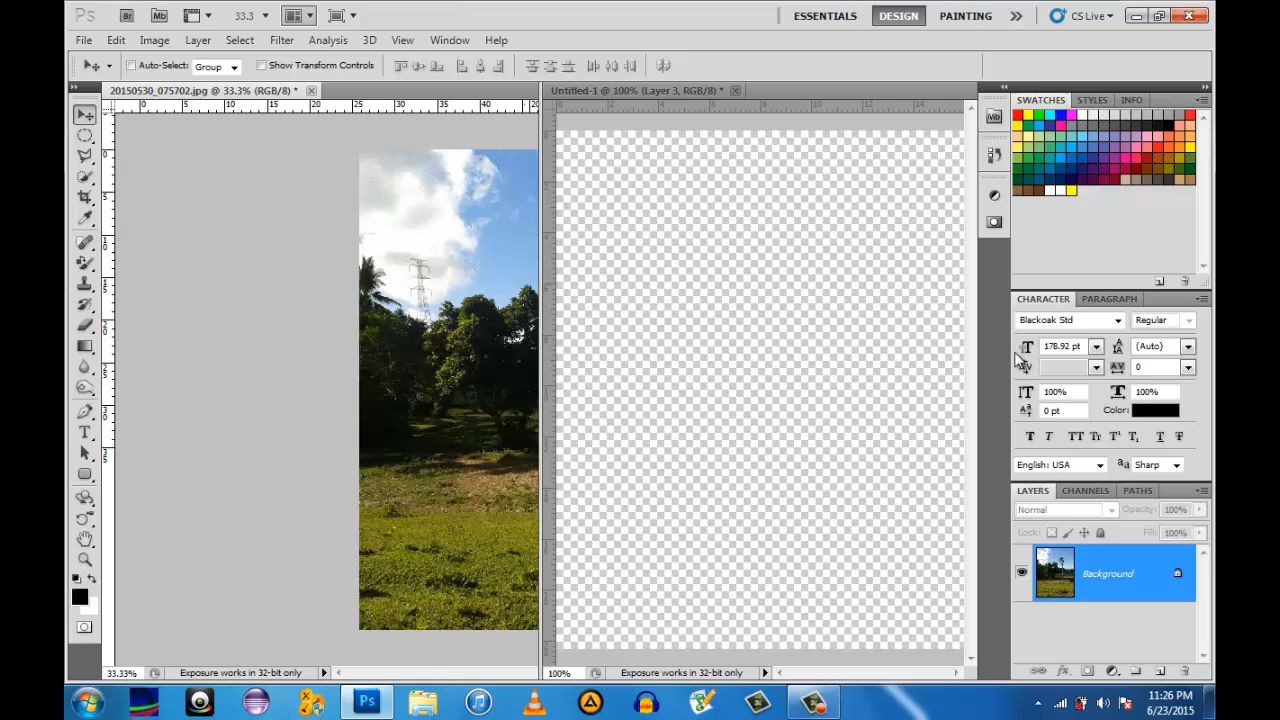 Ps Br Mb 33.3 ESSENTIALS DESIGN PAINTING CS Live
File Edit Image Layer Select Filter Analysis 3D View Window Help
Auto-Select: Group Show Transform Controls
20150530_075702.jpg @ 33.3% (RGB/8) * Untitled-1 @ 100% (Layer 3, RGB/8) *
SWATCHES STYLES INFO
CHARACTER PARAGRAPH
Blackoak Std Regular
178.92 pt (Auto)
0
100% 100%
0 pt Color:
English: USA Sharp
LAYERS CHANNELS PATHS
Normal Opacity: 100%
Lock: Fill: 100%
Background
33.33% Exposure works in 32-bit only 100% Exposure works in 32-bit only
Ps
11:26 PM
6/23/2015